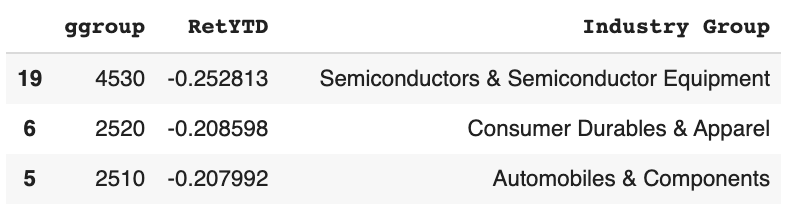 ggroup RetYTD Industry Group
19 4530 -0.252813 Semiconductors & Semiconductor Equipment
6 2520 -0.208598 Consumer Durables & Apparel
5 2510 -0.207992 Automobiles & Components